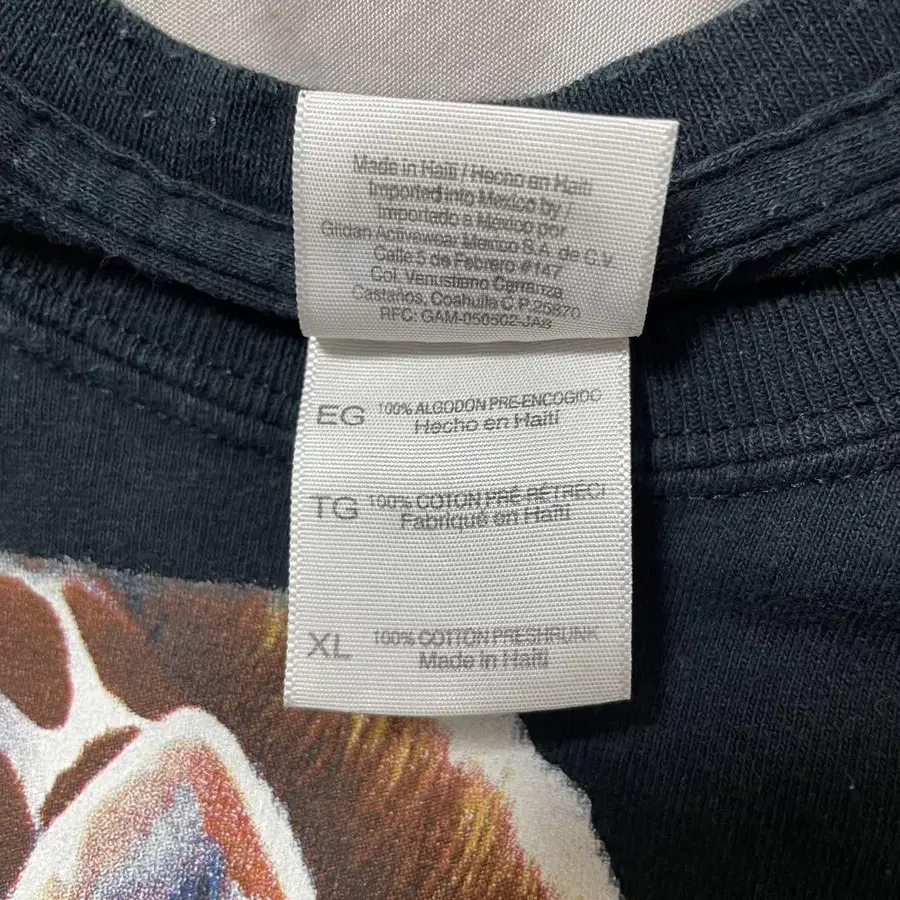 Made in Haiti / Hecho en Haiti
Imported into Mexico by /
Importado a Mexico por
Gildan Activewear Mexico S.A. de C.V.
Calle 5 de Febrero #147
Col. Venustiano Carranza
Castaños, Coahuila C.P. 25870
RFC: GAM-050502-JA8
EG 100% ALGODON PRE-ENCOGIDO
Hecho en Haití
TG 100% COTON PRÉ-RÉTRÉCI
Fabriqué en Haïti
XL 100% COTTON PRESHRUNK
Made in Haiti